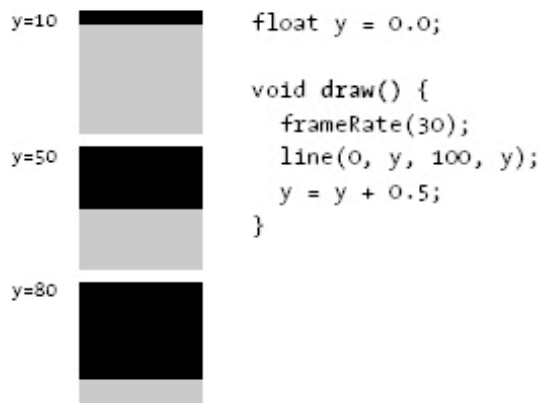 y=10
y=50
y=80
float y = 0.0;
void draw() {
frameRate(30);
line(0, y, 100, y);
y = y + 0.5;
}